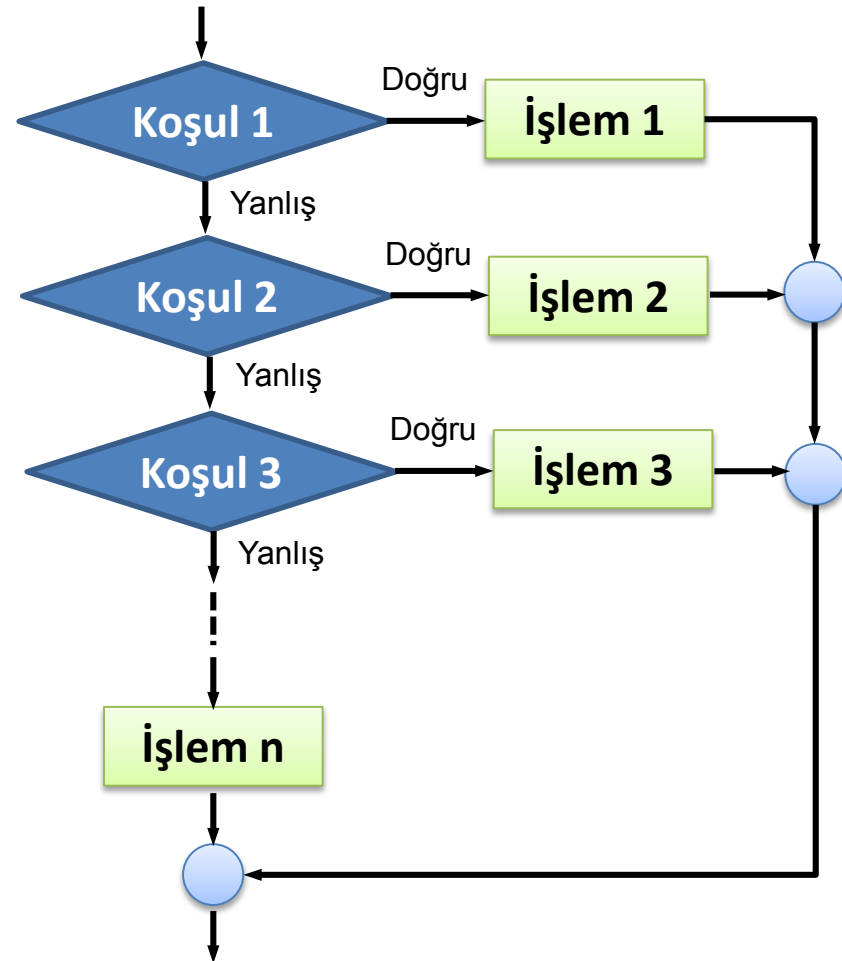 Doğru
Koşul 1
İşlem 1
Yanlış
Doğru
Koşul 2
İşlem 2
Yanlış
Doğru
Koşul 3
İşlem 3
Yanlış
İşlem n